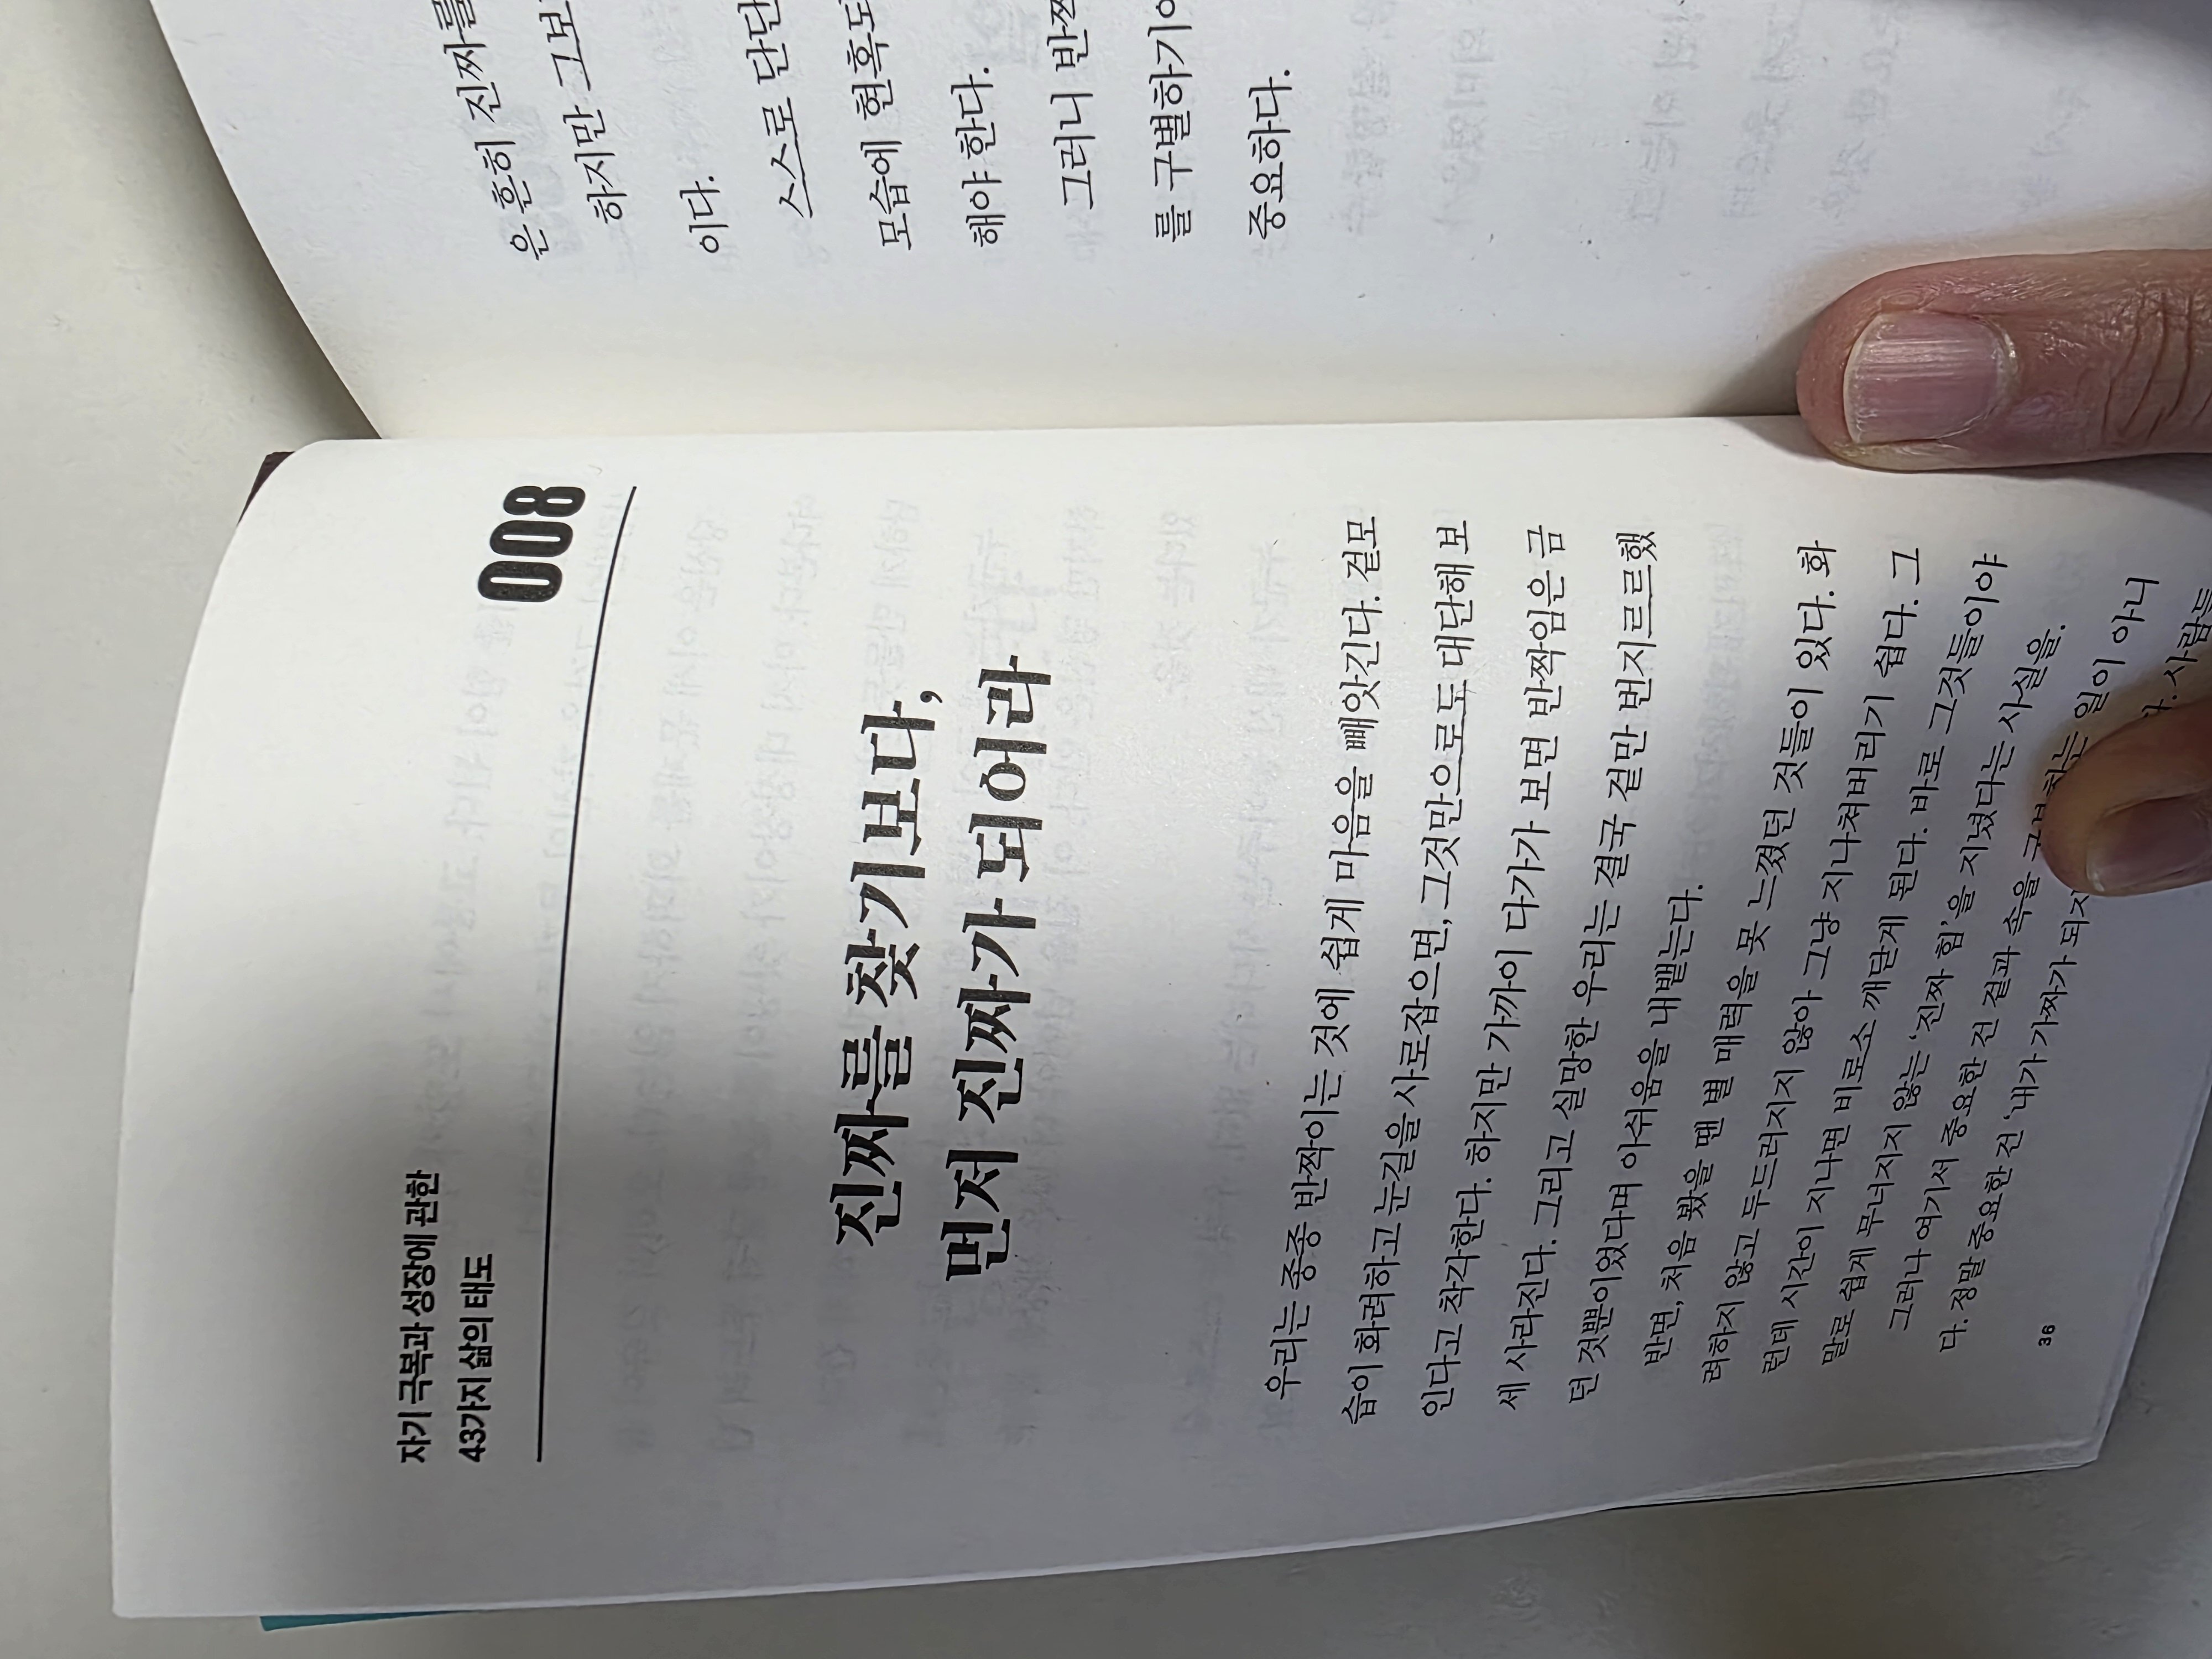 자기 극복과 성장에 관한
43가지 삶의 태도
008
진짜를 찾기보다,
먼저 진짜가 되어라
우리는 종종 반짝이는 것에 쉽게 마음을 빼앗긴다. 겉모
습이 화려하고 눈길을 사로잡으면, 그것만으로도 대단해 보
인다고 착각한다. 하지만 가까이 다가가 보면 반짝임은 금
세 사라진다. 그리고 실망한 우리는 결국 겉만 번지르르했
던 것뿐이었다며 아쉬움을 내뱉는다.
반면, 처음 봤을 땐 별 매력을 못 느꼈던 것들이 있다. 화
려하지 않고 두드러지지 않아 그냥 지나쳐버리기 쉽다. 그
런데 시간이 지나면 비로소 깨닫게 된다. 바로 그것들이야
말로 쉽게 무너지지 않는 ‘진짜 힘’을 지녔다는 사실을.
그러나 여기서 중요한 건 겉과 속을 일이 아니
다. 정말 중요한 건 ‘내가 가짜가 되지 사람들
36
은 흔히 진짜를
하지만 그보
이다.
스스로 단단
모습에 현혹되
해야 한다.
그러니 반짝
를 구별하기
중요하다.